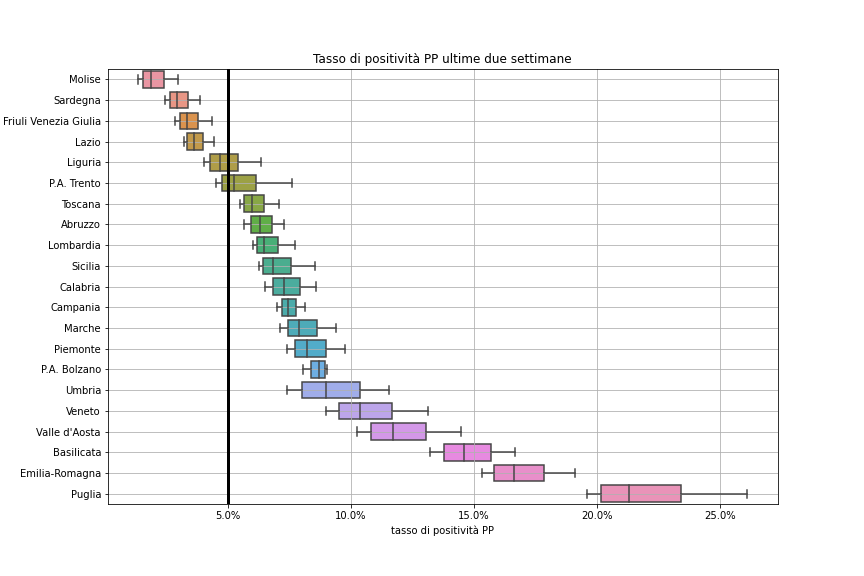 Tasso di positività PP ultime due settimane
Molise
Sardegna
Friuli Venezia Giulia
Lazio
Liguria
P.A. Trento
Toscana
Abruzzo
Lombardia
Sicilia
Calabria
Campania
Marche
Piemonte
P.A. Bolzano
Umbria
Veneto
Valle d'Aosta
Basilicata
Emilia-Romagna
Puglia
5.0% 10.0% 15.0% 20.0% 25.0%
tasso di positività PP